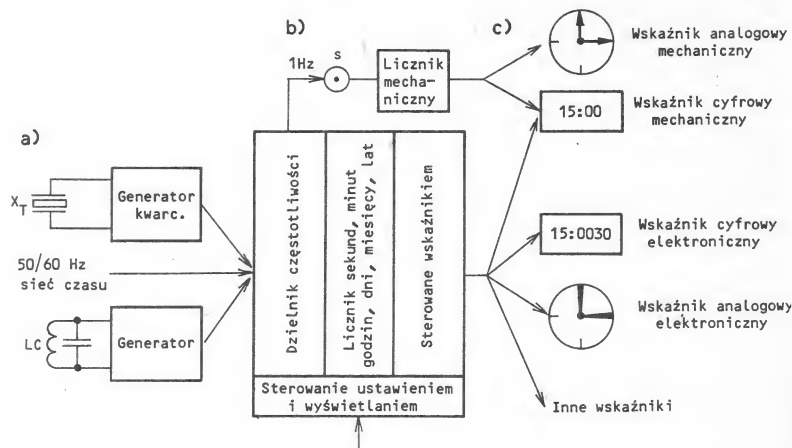 a)
X_T
Generator
kwarc.
50/60 Hz
sieć czasu
LC
Generator
b)
1Hz
s
Licznik
mecha-
niczny
Dzielnik częstotliwości
Licznik sekund, minut
godzin, dni, miesięcy, lat
Sterowane wskaźnikiem
Sterowanie ustawieniem
i wyświetlaniem
c)
Wskaźnik analogowy
mechaniczny
15:00
Wskaźnik cyfrowy
mechaniczny
15:0030
Wskaźnik cyfrowy
elektroniczny
Wskaźnik analogowy
elektroniczny
Inne wskaźniki